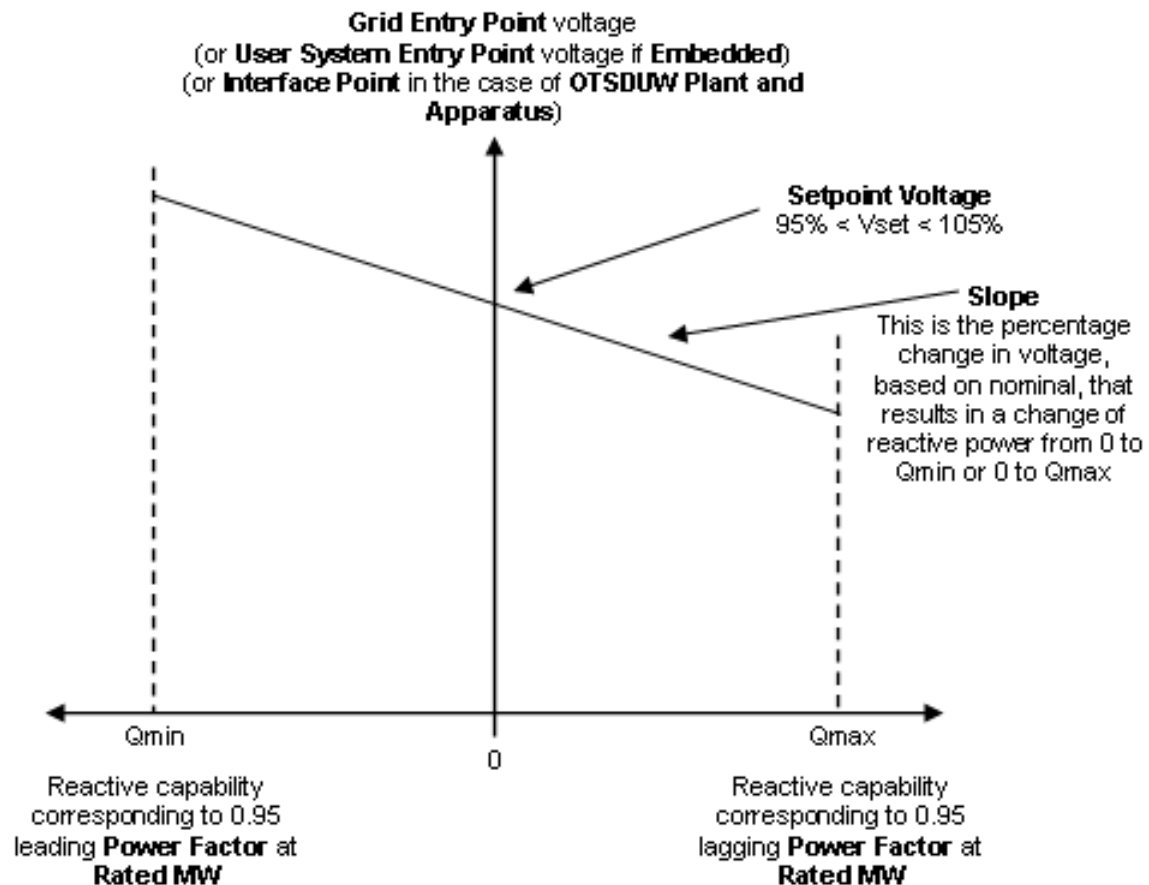 Grid Entry Point voltage
(or User System Entry Point voltage if Embedded)
(or Interface Point in the case of OTSDUW Plant and
Apparatus)
Setpoint Voltage
95% < Vset < 105%
Slope
This is the percentage
change in voltage,
based on nominal, that
results in a change of
reactive power from 0 to
Qmin or 0 to Qmax
Qmin
0
Qmax
Reactive capability
corresponding to 0.95
leading Power Factor at
Rated MW
Reactive capability
corresponding to 0.95
lagging Power Factor at
Rated MW